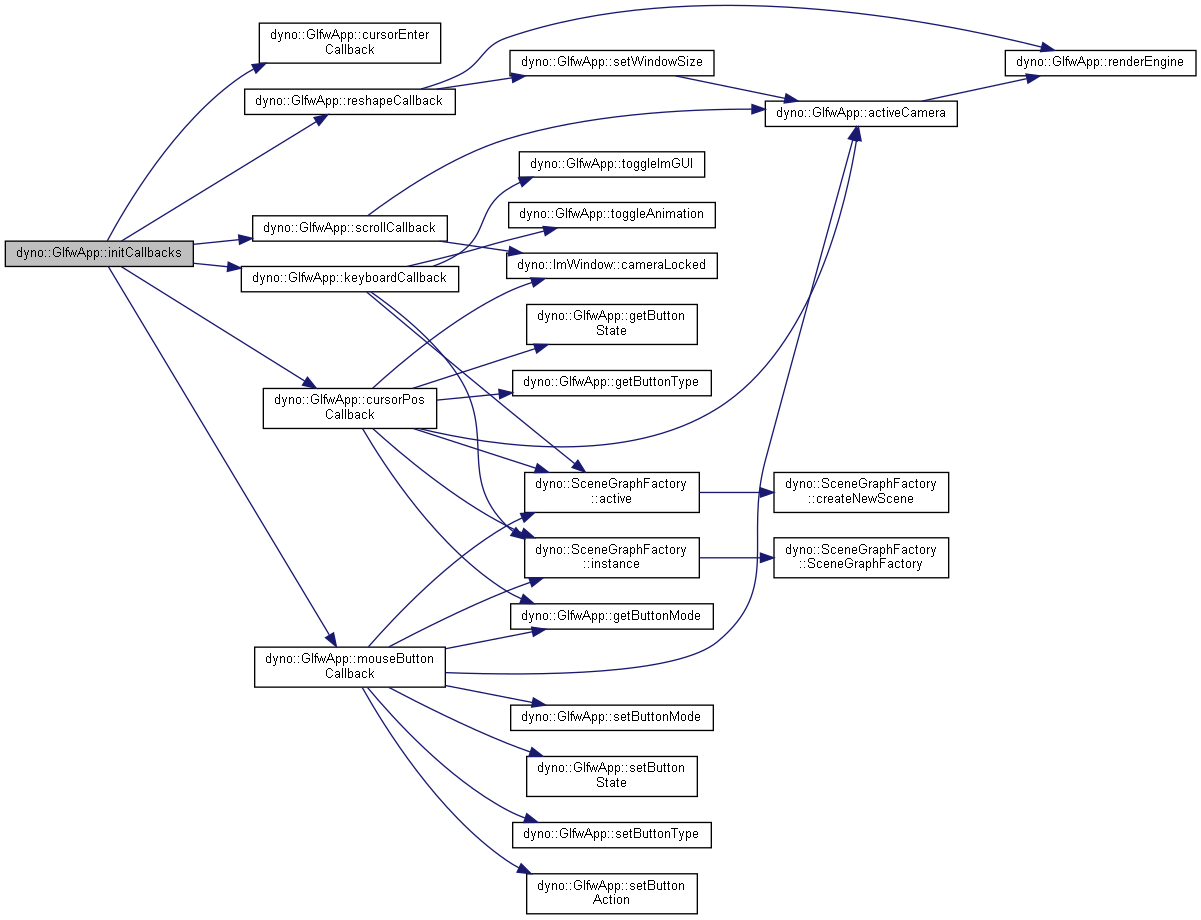 dyno::GlfwApp::initCallbacks
dyno::GlfwApp::cursorEnter
Callback
dyno::GlfwApp::reshapeCallback
dyno::GlfwApp::scrollCallback
dyno::GlfwApp::keyboardCallback
dyno::GlfwApp::cursorPos
Callback
dyno::GlfwApp::mouseButton
Callback
dyno::GlfwApp::setWindowSize
dyno::GlfwApp::toggleImGUI
dyno::GlfwApp::toggleAnimation
dyno::ImWindow::cameraLocked
dyno::GlfwApp::getButton
State
dyno::GlfwApp::getButtonType
dyno::SceneGraphFactory
::active
dyno::SceneGraphFactory
::instance
dyno::GlfwApp::getButtonMode
dyno::GlfwApp::setButtonMode
dyno::GlfwApp::setButton
State
dyno::GlfwApp::setButtonType
dyno::GlfwApp::setButton
Action
dyno::GlfwApp::activeCamera
dyno::SceneGraphFactory
::createNewScene
dyno::SceneGraphFactory
::SceneGraphFactory
dyno::GlfwApp::renderEngine